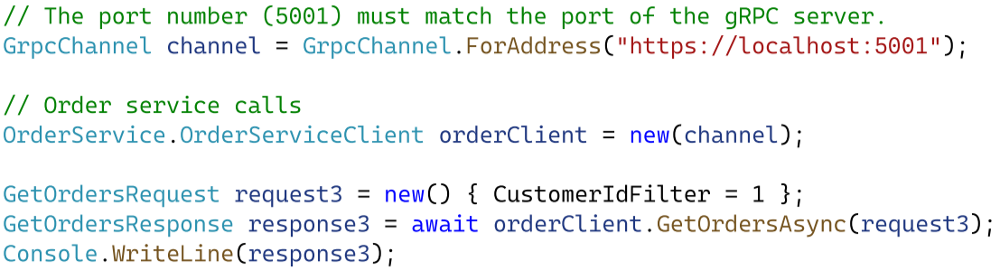 // The port number (5001) must match the port of the gRPC server.
GrpcChannel channel = GrpcChannel.ForAddress("https://localhost:5001");
// Order service calls
OrderService.OrderServiceClient orderClient = new(channel);
GetOrdersRequest request3 = new() { CustomerIdFilter = 1 };
GetOrdersResponse response3 = await orderClient.GetOrdersAsync(request3);
Console.WriteLine(response3);